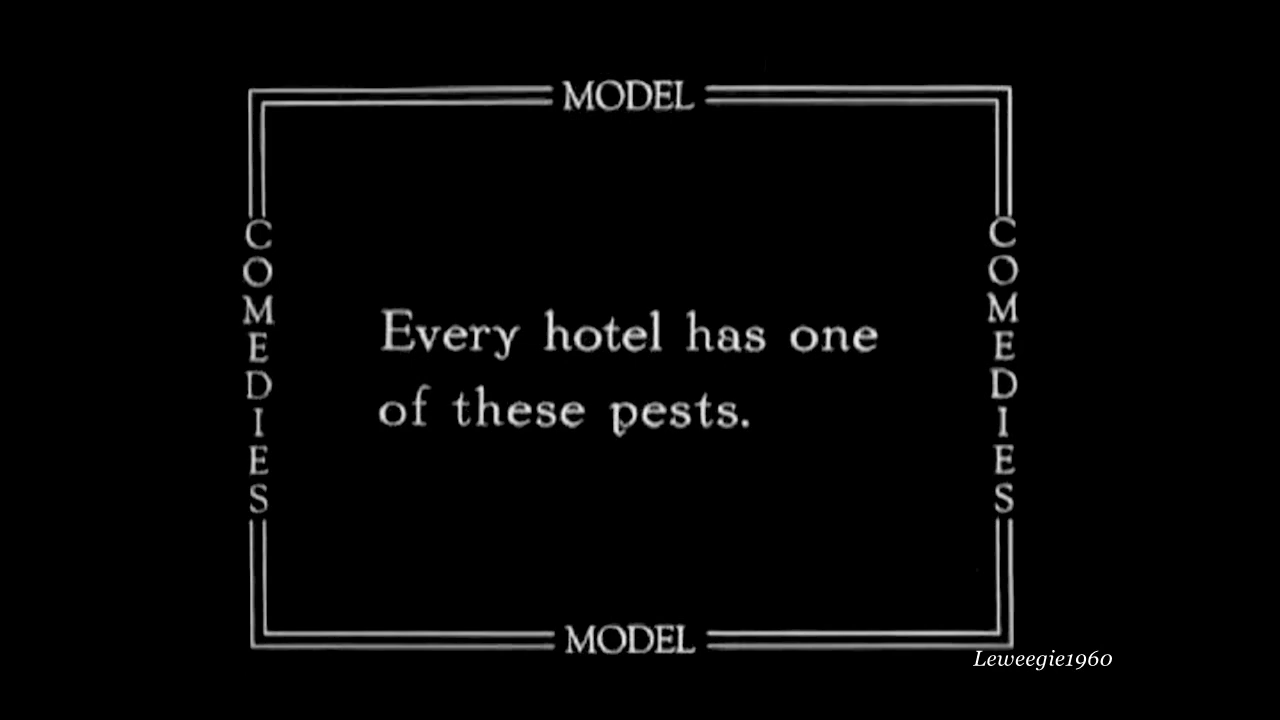 MODEL
COMEDIES
Every hotel has one
of these pests.
COMEDIES
MODEL
Leweegie1960